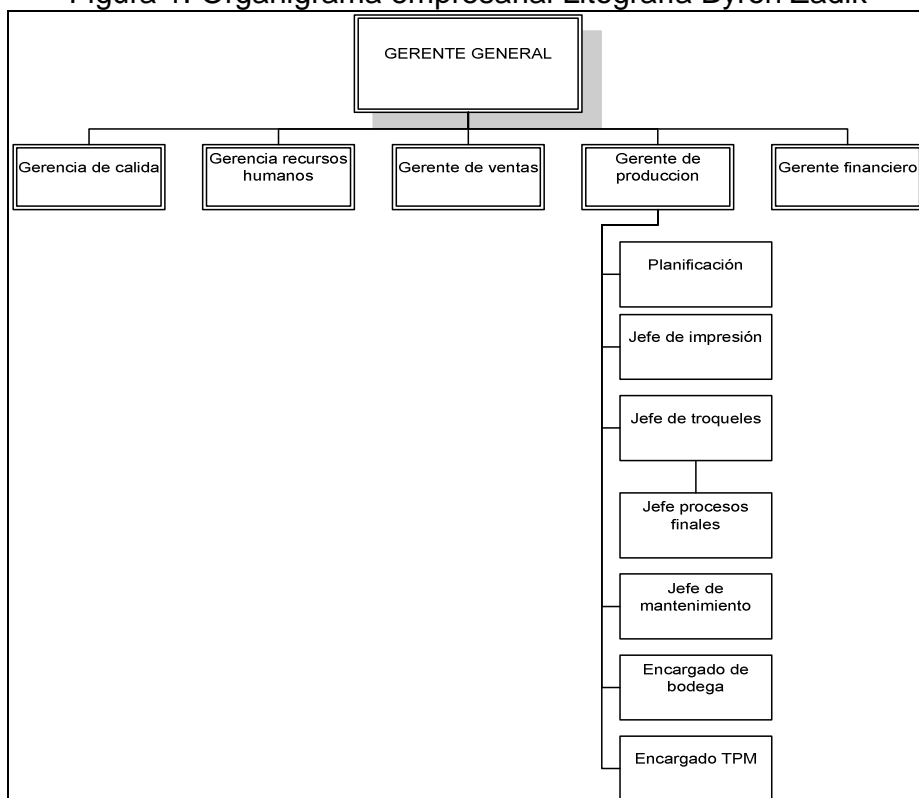 Figura Organigrama empresarial Litografía Byron Zadik
GERENTE GENERAL
Gerencia de calida
Gerencia recursos
humanos
Gerente de ventas
Gerente de
produccion
Gerente financiero
Planificación
Jefe de impresión
Jefe de troqueles
Jefe procesos
finales
Jefe de
mantenimiento
Encargado de
bodega
Encargado TPM